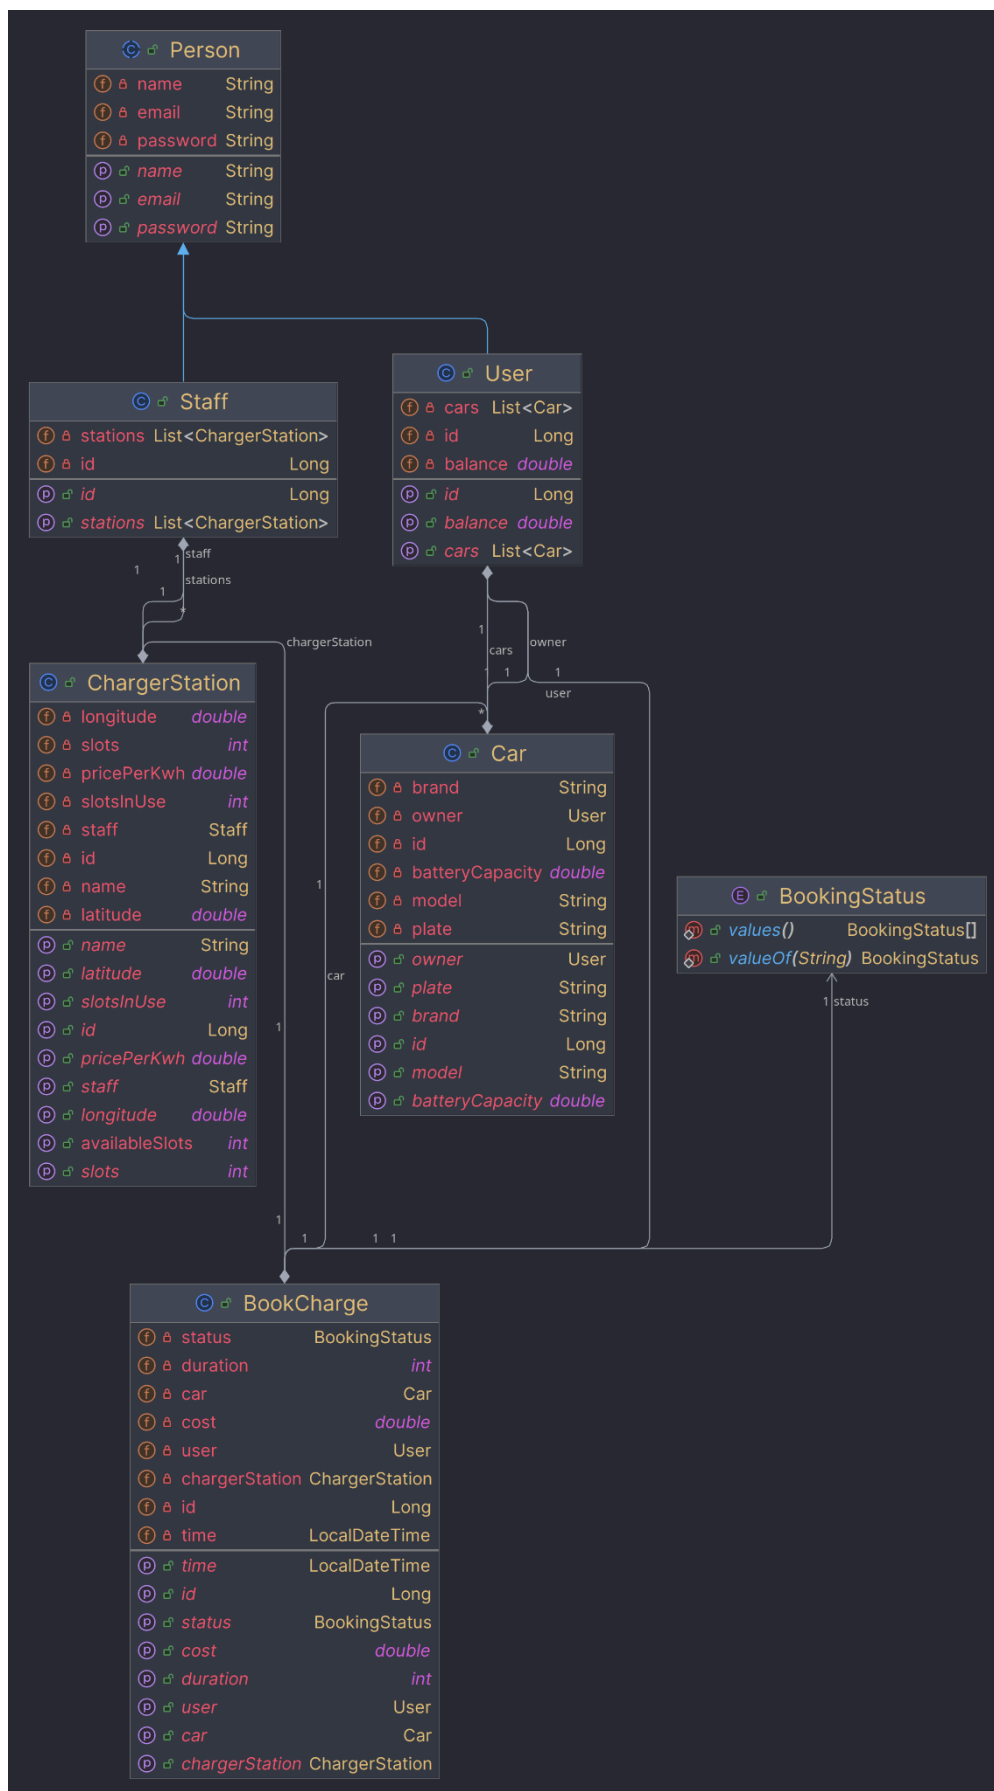 Person
name String
email String
password String
name String
email String
password String
Staff
stations List<ChargerStation>
id Long
id Long
stations List<ChargerStation>
User
cars List<Car>
id Long
balance double
id Long
balance double
cars List<Car>
1 staff
1
stations
1
*
chargerStation
1
owner
cars
1 1 1
user
*
ChargerStation
longitude double
slots int
pricePerKwh double
slotsInUse int
staff Staff
id Long
name String
latitude double
name String
latitude double
slotsInUse int
id Long
pricePerKwh double
staff Staff
longitude double
availableSlots int
slots int
Car
brand String
owner User
id Long
batteryCapacity double
model String
plate String
owner User
plate String
brand String
id Long
model String
batteryCapacity double
1
car
1
BookingStatus
values() BookingStatus[]
valueOf(String) BookingStatus
1 status
1
1 1 1
BookCharge
status BookingStatus
duration int
car Car
cost double
user User
chargerStation ChargerStation
id Long
time LocalDateTime
time LocalDateTime
id Long
status BookingStatus
cost double
duration int
user User
car Car
chargerStation ChargerStation